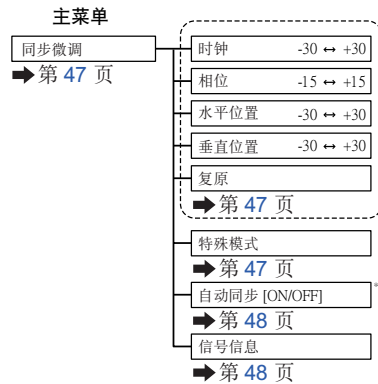 主菜单
同步微调
➡ 第 47 页
时钟 -30 ↔ +30
相位 -15 ↔ +15
水平位置 -30 ↔ +30
垂直位置 -30 ↔ +30
复原
➡ 第 47 页
特殊模式
➡ 第 47 页
自动同步 [ON/OFF] *
➡ 第 48 页
信号信息
➡ 第 48 页